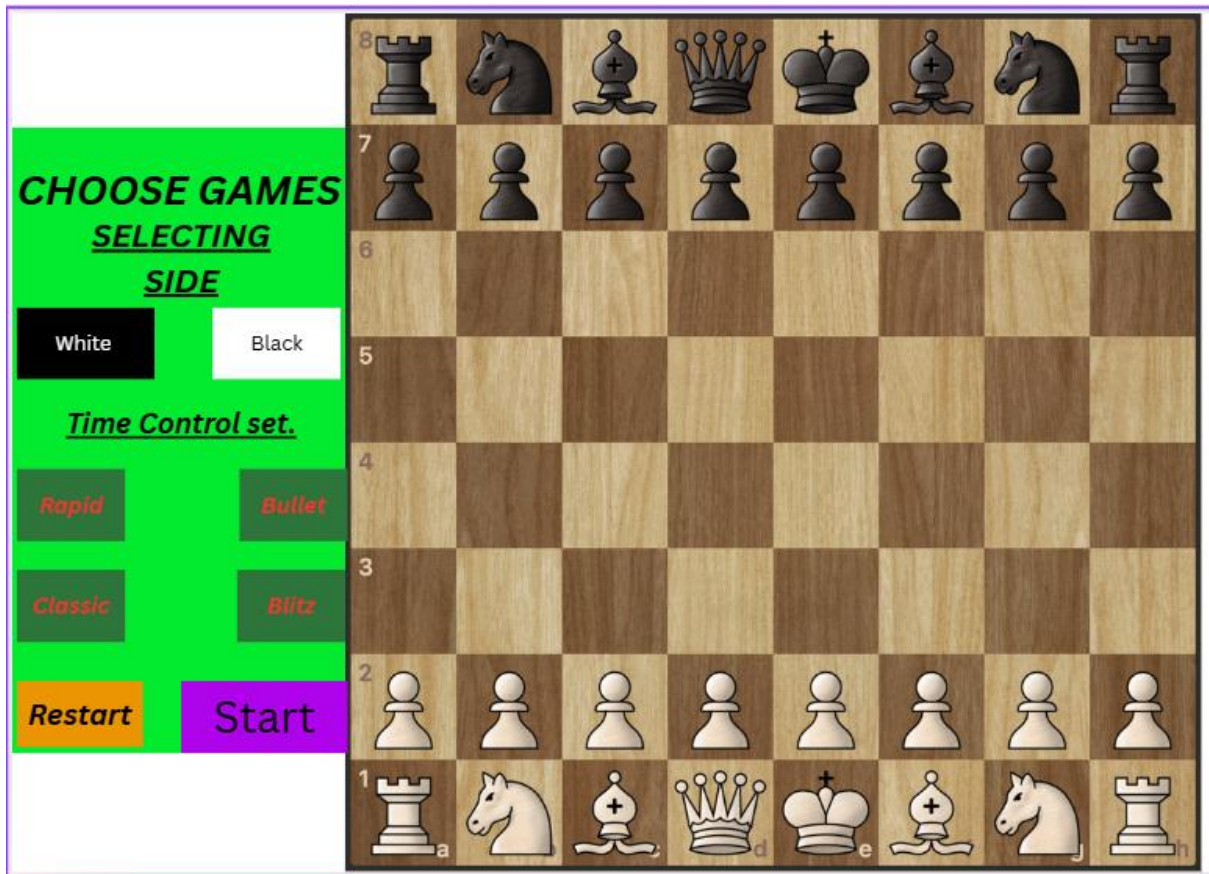 CHOOSE GAMES
SELECTING
SIDE
White
Black
Time Control set.
Rapid
Bullet
Classic
Blitz
Restart
Start
8
7
6
5
4
3
2
1
a
c
d
e
g
h